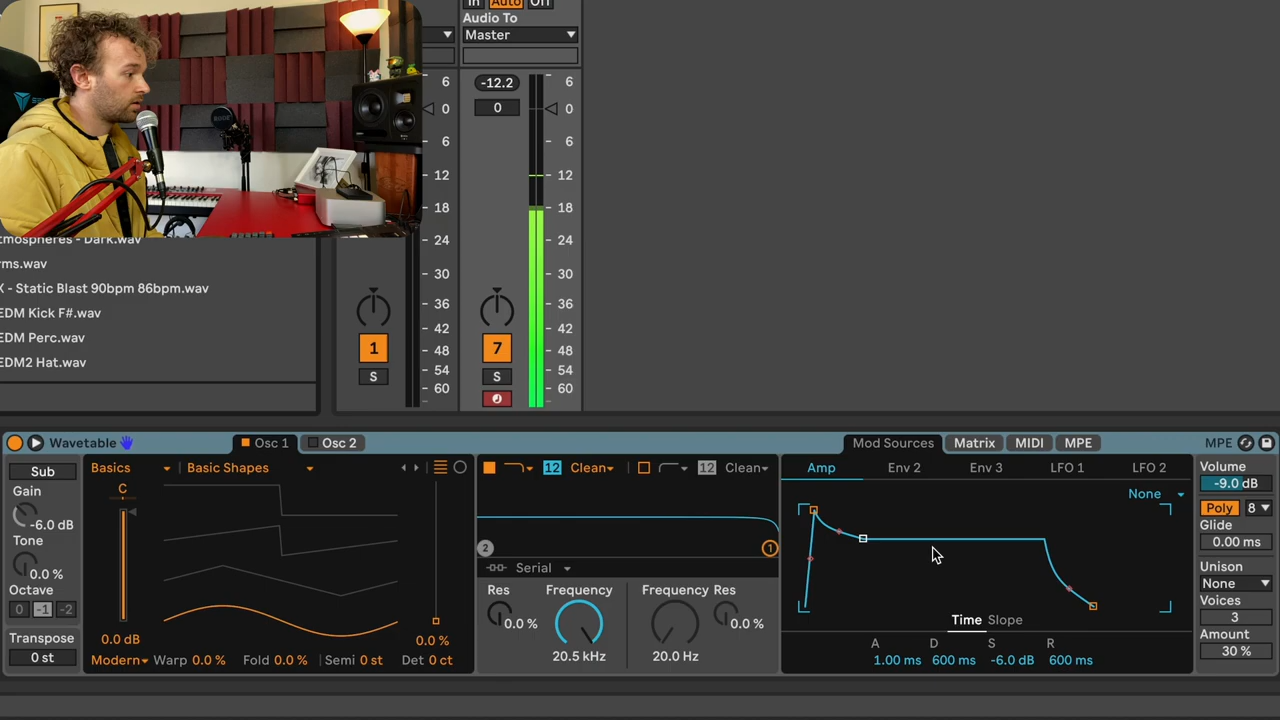 In Auto Off
Audio To
Master
-12.2
0
6 6
0 0
6 6
12 12
18 18
24 24
30 30
36 36
42 42
48 48
54 54
60 60
1
S
7
S
RODE
tmospheres - Dark.wav
rms.wav
X - Static Blast 90bpm 86bpm.wav
EDM Kick F#.wav
EDM Perc.wav
EDM2 Hat.wav
Wavetable
Osc 1
Osc 2
Mod Sources
Matrix
MIDI
MPE
MPE
Sub
Gain
-6.0 dB
Tone
0.0 %
Octave
0 -1 -2
Transpose
0 st
Basics
Basic Shapes
C
0.0 dB
0.0 %
Modern
Warp 0.0 %
Fold 0.0 %
Semi 0 st
Det 0 ct
12 Clean
12 Clean
2
1
Serial
Res
0.0 %
Frequency
20.5 kHz
Frequency
20.0 Hz
Res
0.0 %
Amp
Env 2
Env 3
LFO 1
LFO 2
None
Time Slope
A D S R
1.00 ms 600 ms -6.0 dB 600 ms
Volume
-9.0 dB
Poly 8
Glide
0.00 ms
Unison
None
Voices
3
Amount
30 %